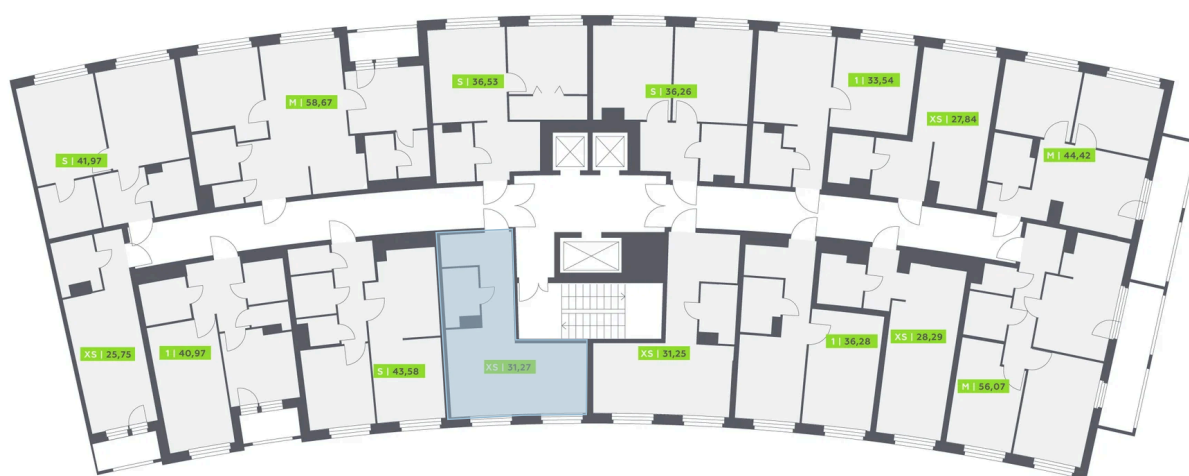 S | 41,97
M | 58,67
S | 36,53
S | 36,26
1 | 33,54
XS | 27,84
M | 44,42
XS | 25,75
1 | 40,97
S | 43,58
XS | 31,27
XS | 31,25
1 | 36,28
XS | 28,29
M | 56,07